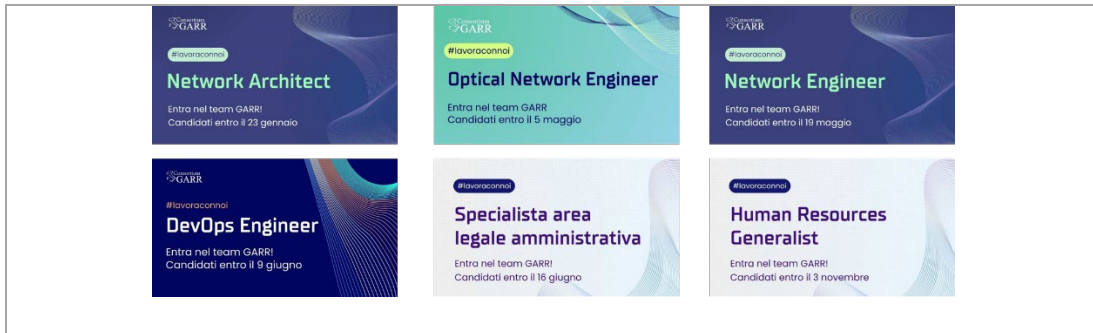 Consortium
GARR
#lavoraconnoi
Network Architect
Entra nel team GARR!
Candidati entro il 23 gennaio
Consortium
GARR
#lavoraconnoi
Optical Network Engineer
Entra nel team GARR
Candidati entro il 5 maggio
Consortium
GARR
#lavoraconnoi
Network Engineer
Entra nel team GARR!
Candidati entro il 19 maggio
Consortium
GARR
#lavoraconnoi
DevOps Engineer
Entra nel team GARR!
Candidati entro il 9 giugno
#lavoraconnoi
Specialista area
legale amministrativa
Entra nel team GARR!
Candidati entro il 16 giugno
#lavoraconnoi
Human Resources
Generalist
Entra nel team GARR!
Candidati entro il 3 novembre